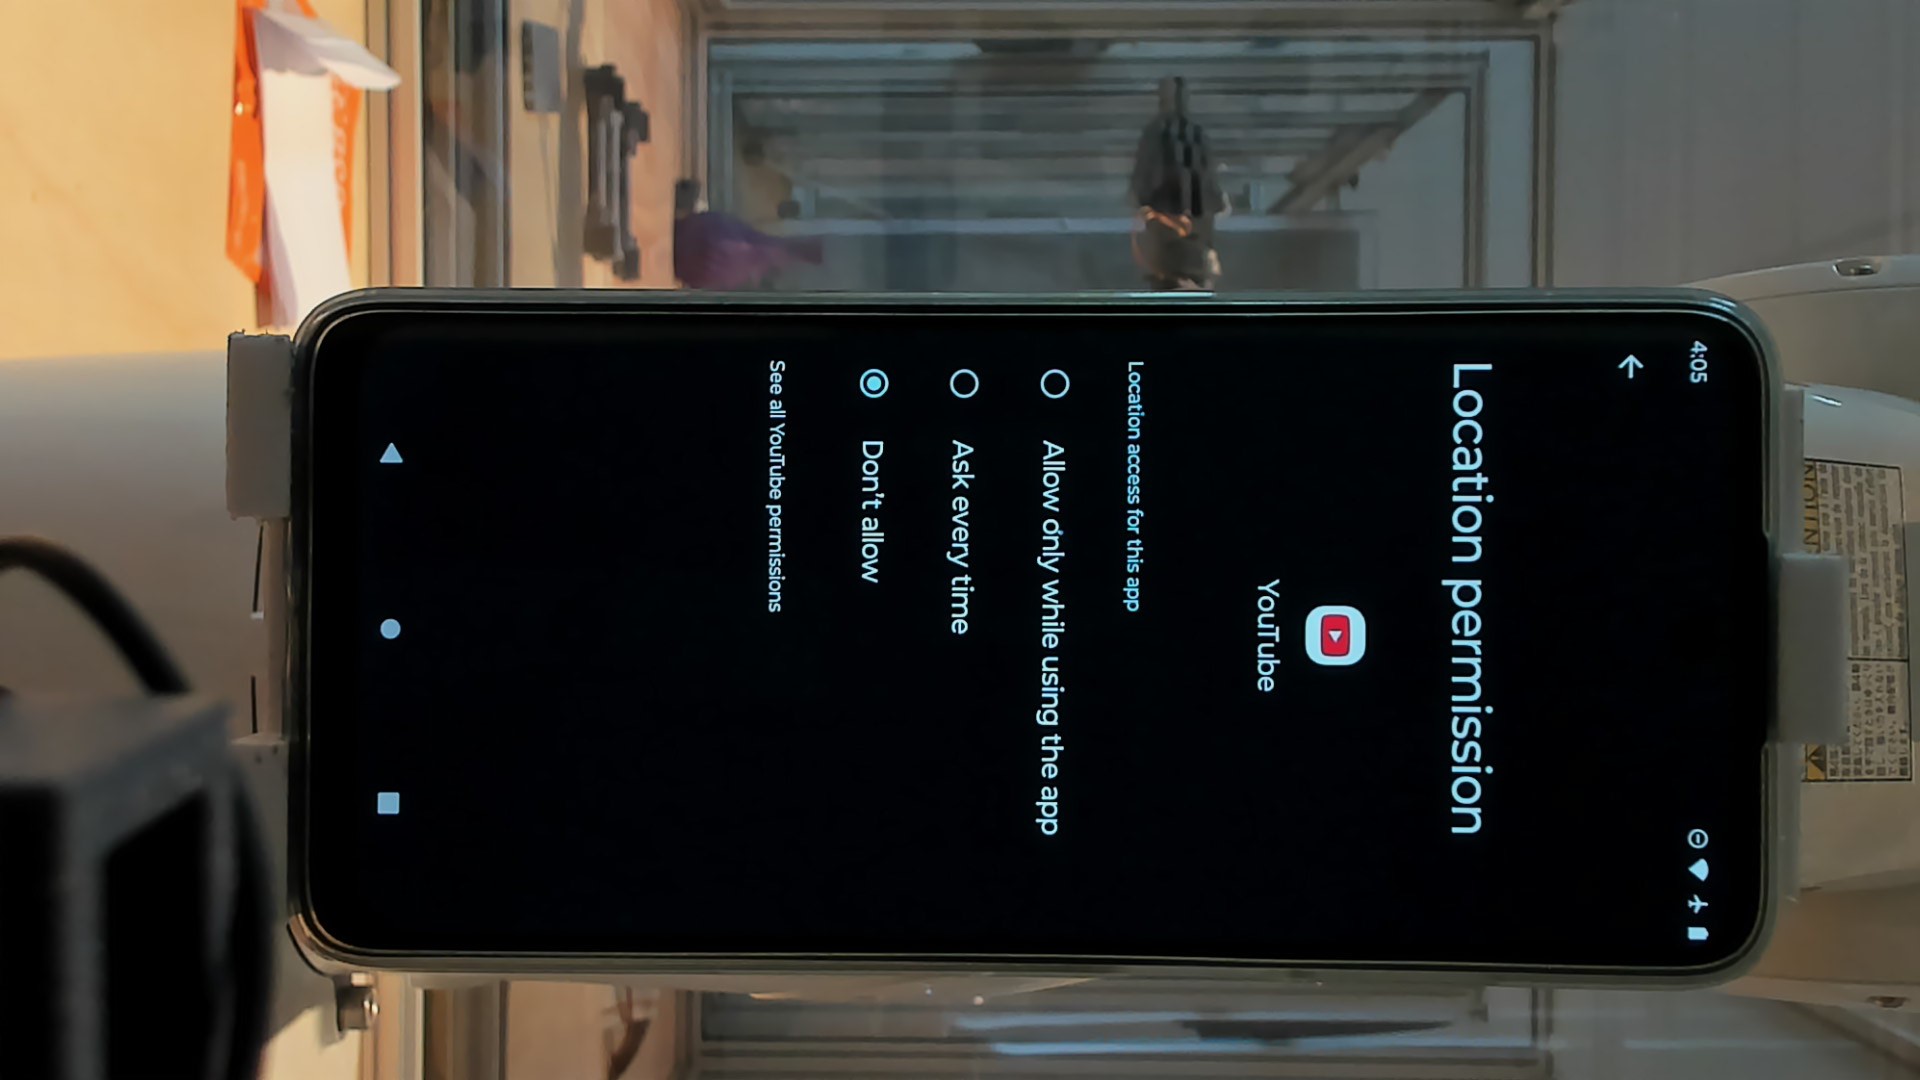 4:05
Location permission
YouTube
Location access for this app
Allow only while using the app
Ask every time
Don't allow
See all YouTube permissions